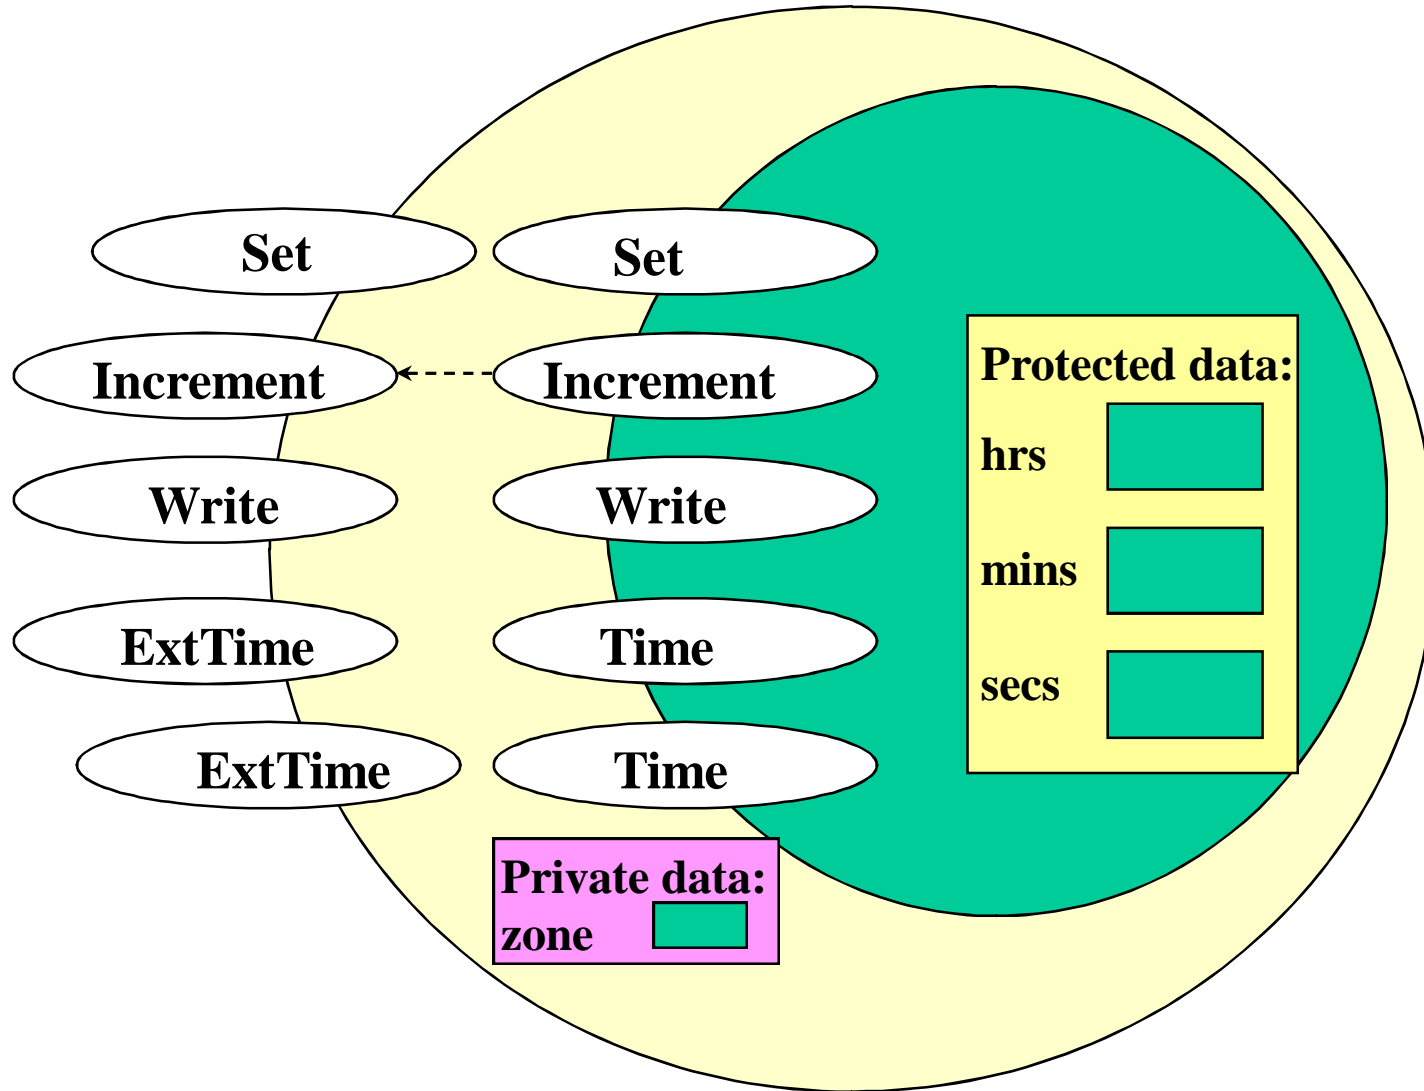 Set
Set
Increment
Increment
Write
Write
ExtTime
Time
ExtTime
Time
Protected data:
hrs
mins
secs
Private data:
zone